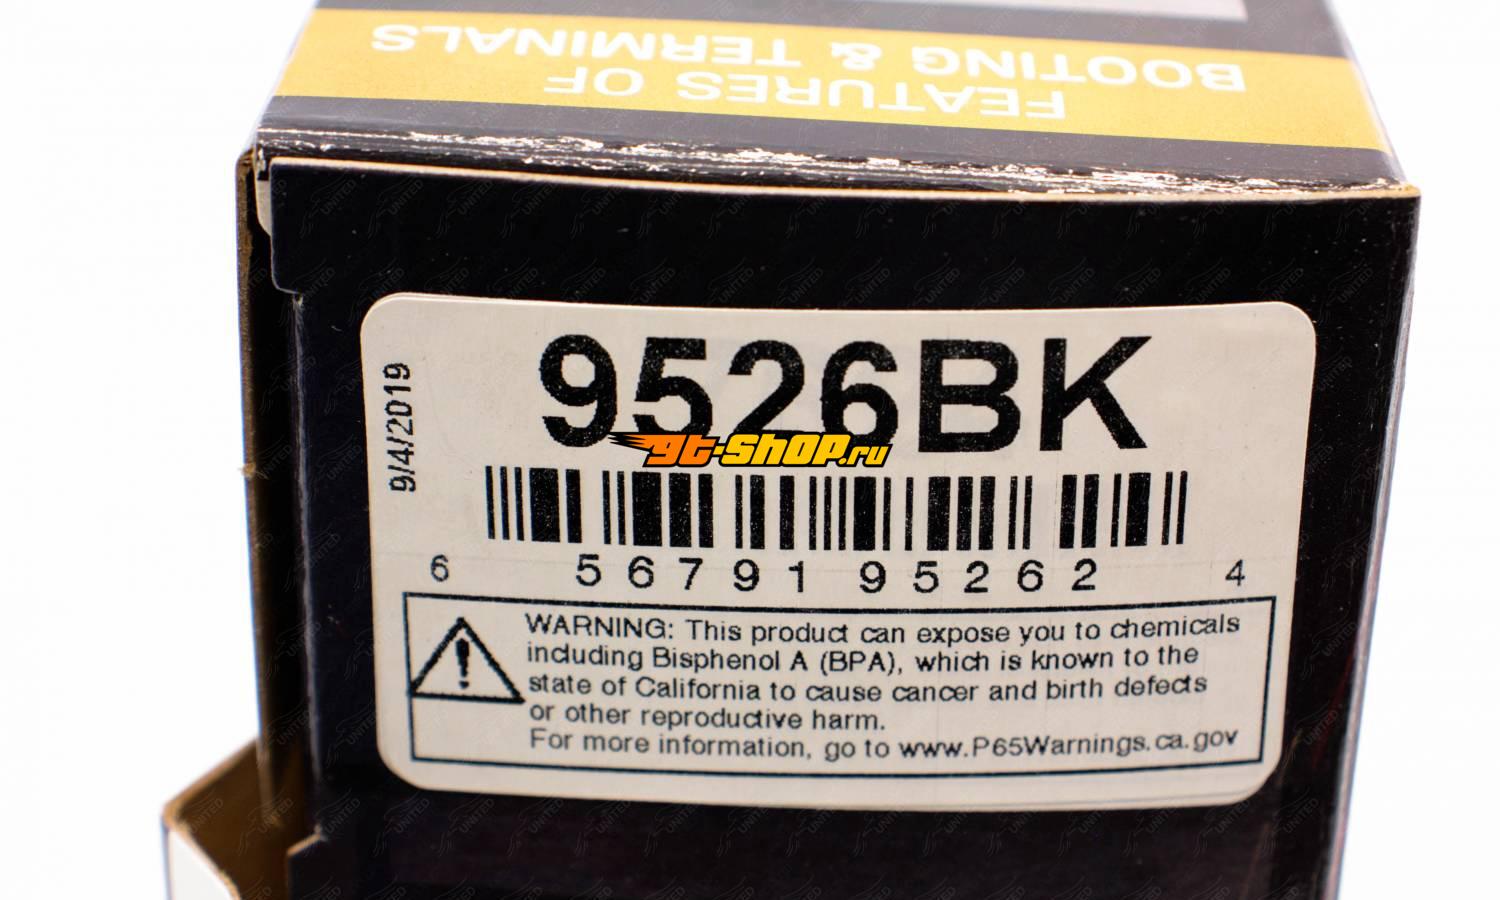 FEATURES OF
BOOTING & TERMINALS
9/4/2019
9526BK
gt-shop.ru
6 56791 95262 4
WARNING: This product can expose you to chemicals
including Bisphenol A (BPA), which is known to the
state of California to cause cancer and birth defects
or other reproductive harm.
For more information, go to www.P65Warnings.ca.gov
UNITED